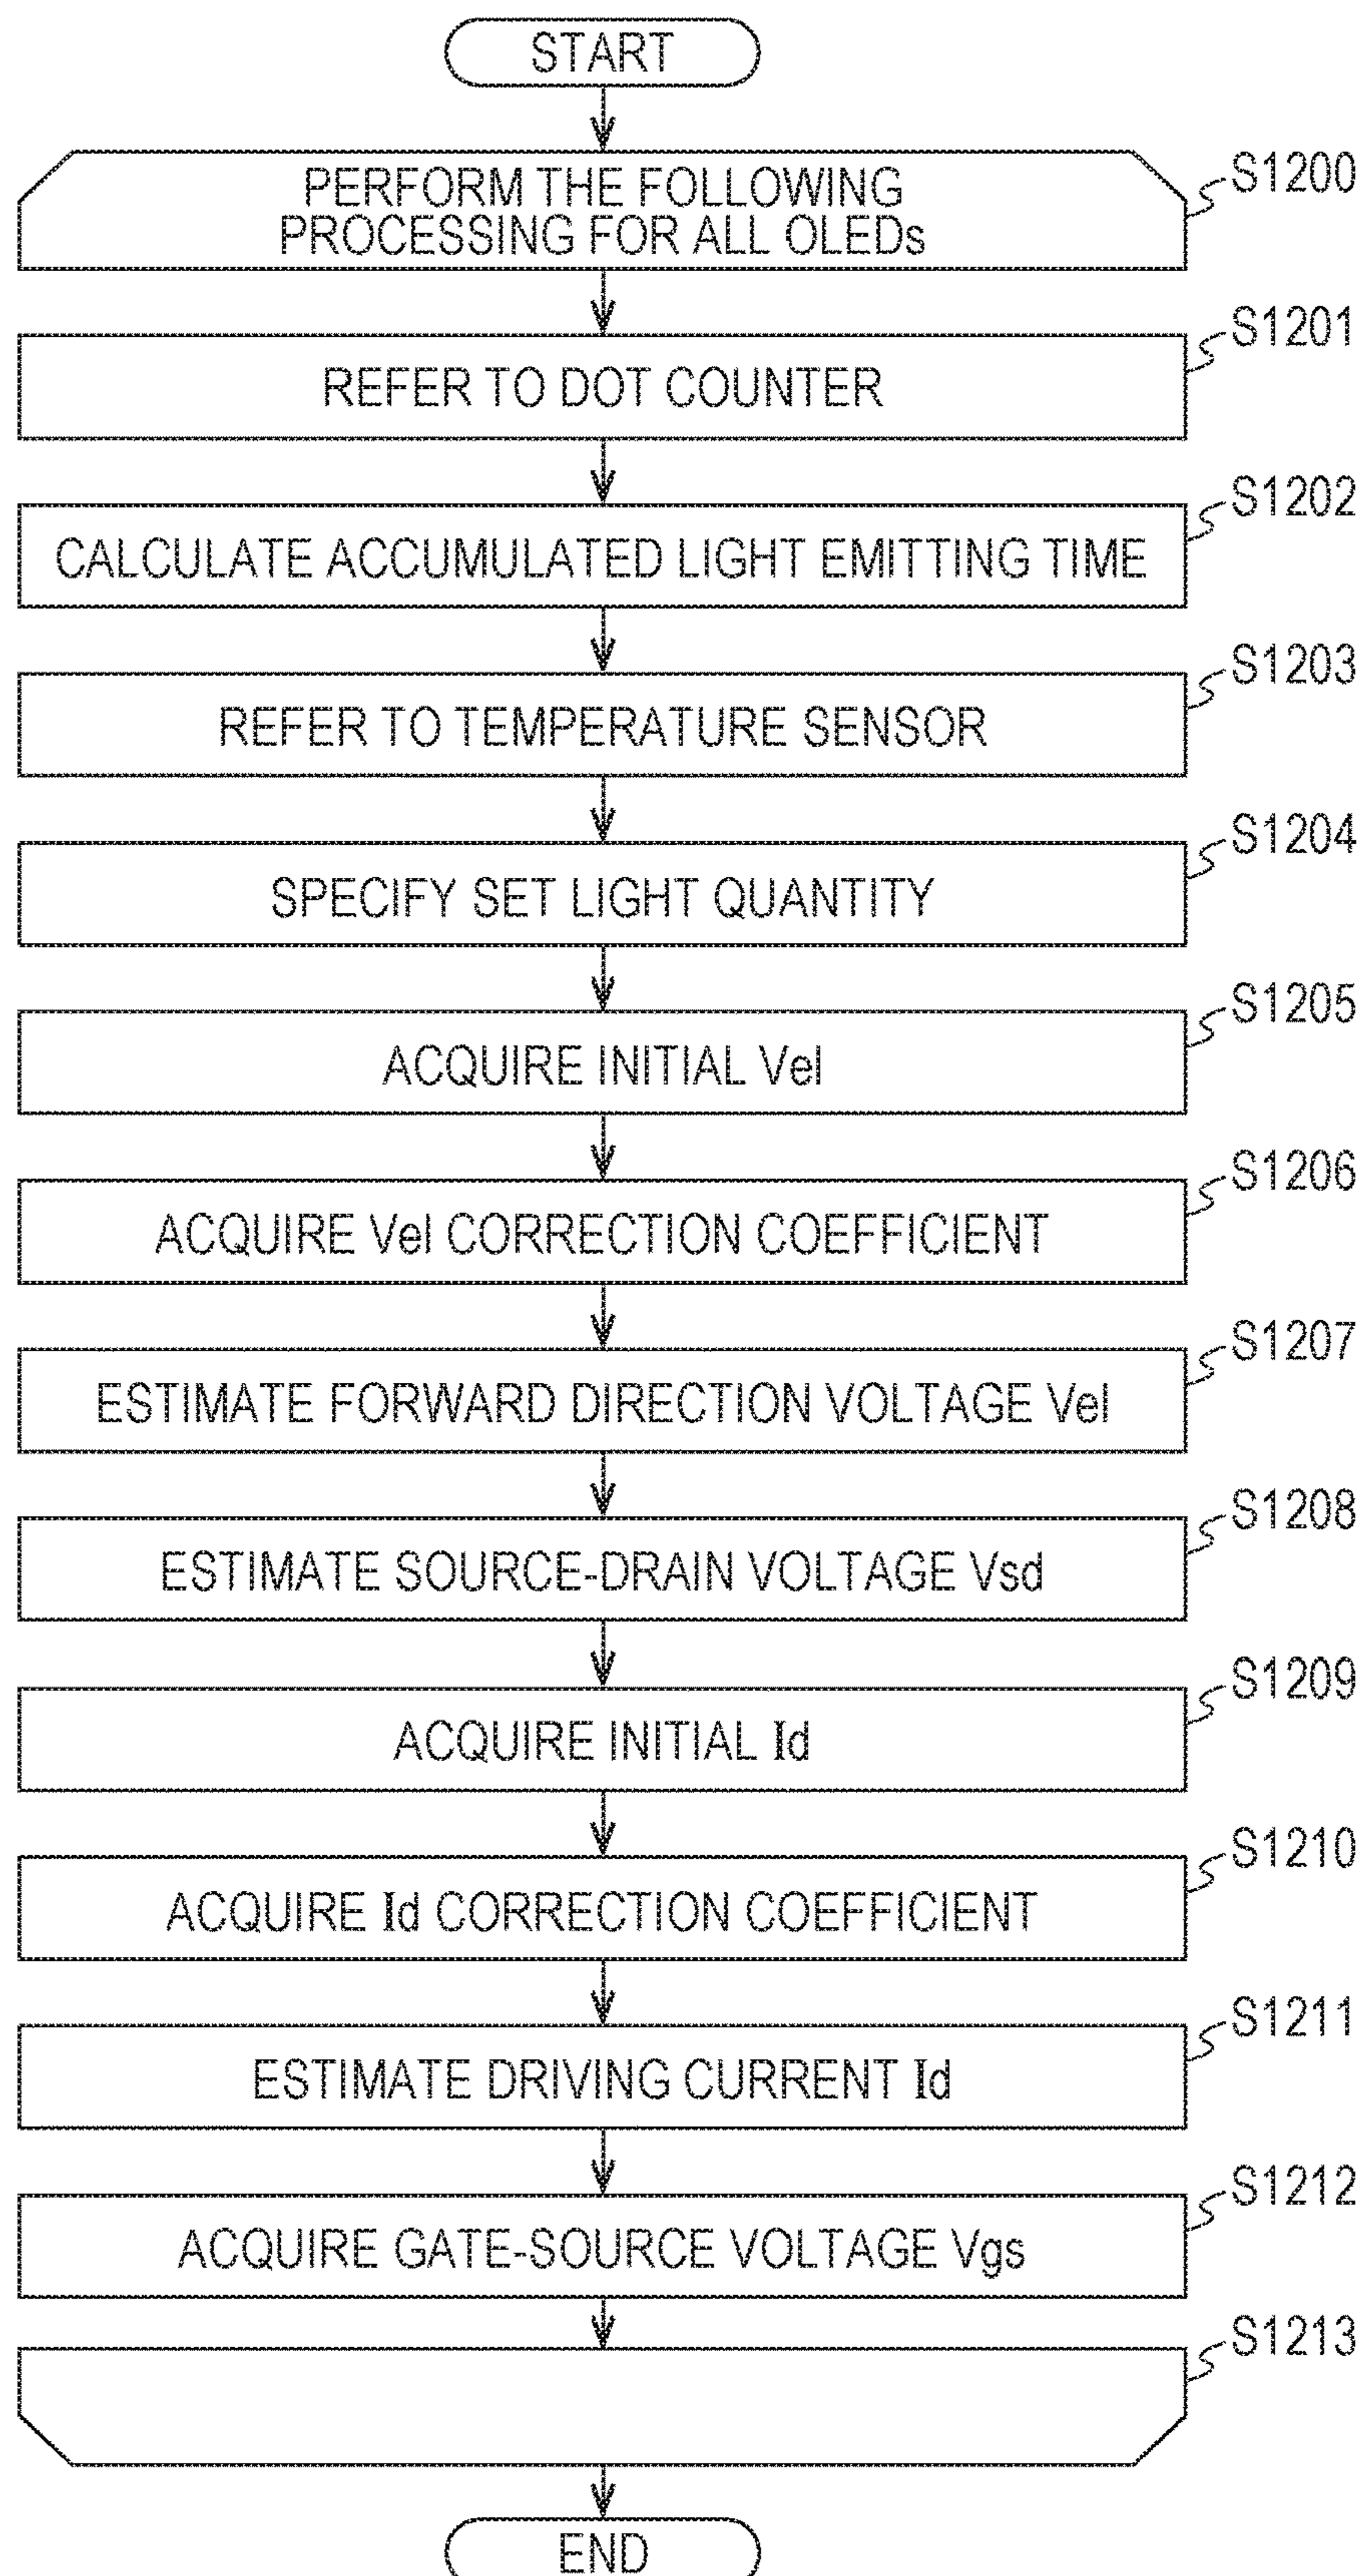 START
PERFORM THE FOLLOWING
PROCESSING FOR ALL OLEDs
S1200
REFER TO DOT COUNTER
S1201
CALCULATE ACCUMULATED LIGHT EMITTING TIME
S1202
REFER TO TEMPERATURE SENSOR
S1203
SPECIFY SET LIGHT QUANTITY
S1204
ACQUIRE INITIAL Vel
S1205
ACQUIRE Vel CORRECTION COEFFICIENT
S1206
ESTIMATE FORWARD DIRECTION VOLTAGE Vel
S1207
ESTIMATE SOURCE-DRAIN VOLTAGE Vsd
S1208
ACQUIRE INITIAL Id
S1209
ACQUIRE Id CORRECTION COEFFICIENT
S1210
ESTIMATE DRIVING CURRENT Id
S1211
ACQUIRE GATE-SOURCE VOLTAGE Vgs
S1212
S1213
END